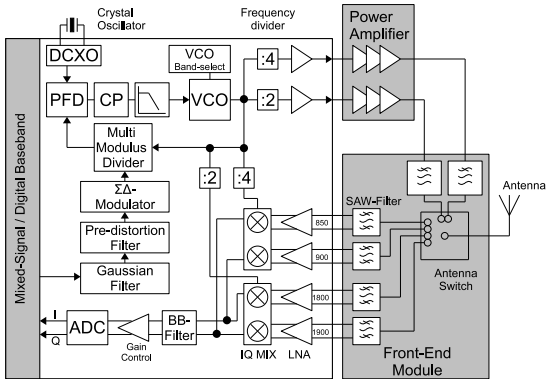 Crystal
Oscillator
Frequency
divider
Power
Amplifier
DCXO
VCO
Band-select
:4
PFD
CP
VCO
:2
Multi
Modulus
Divider
:2
:4
ΣΔ-
Modulator
SAW-Filter
Antenna
850
Pre-distortion
Filter
900
Antenna
Switch
Gaussian
Filter
1800
I
Q
ADC
Gain
Control
BB-
Filter
1900
IQ MIX
LNA
Front-End
Module
Mixed-Signal / Digital Baseband